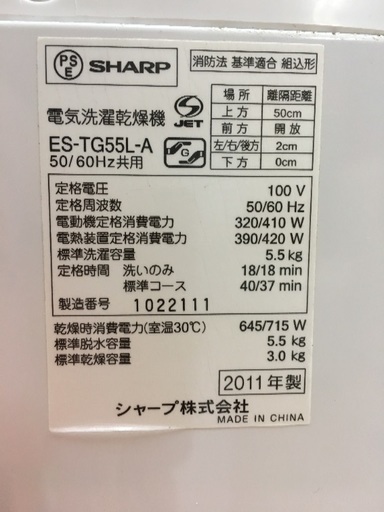 PSE SHARP
消防法 基準適合 組込形
電気洗濯乾燥機 S JET
ES-TG55L-A
50/60Hz共用
場所 離隔距離
上方 50cm
前方 開放
左/右/後方 2cm
下方 0cm
定格電圧 100 V
定格周波数 50/60 Hz
電動機定格消費電力 320/410 W
電熱装置定格消費電力 390/420 W
標準洗濯容量 5.5 kg
定格時間 洗いのみ 18/18 min
標準コース 40/37 min
製造番号 1022111
乾燥時消費電力(室温30℃) 645/715 W
標準脱水容量 5.5 kg
標準乾燥容量 3.0 kg
2011年製
シャープ株式会社
MADE IN CHINA